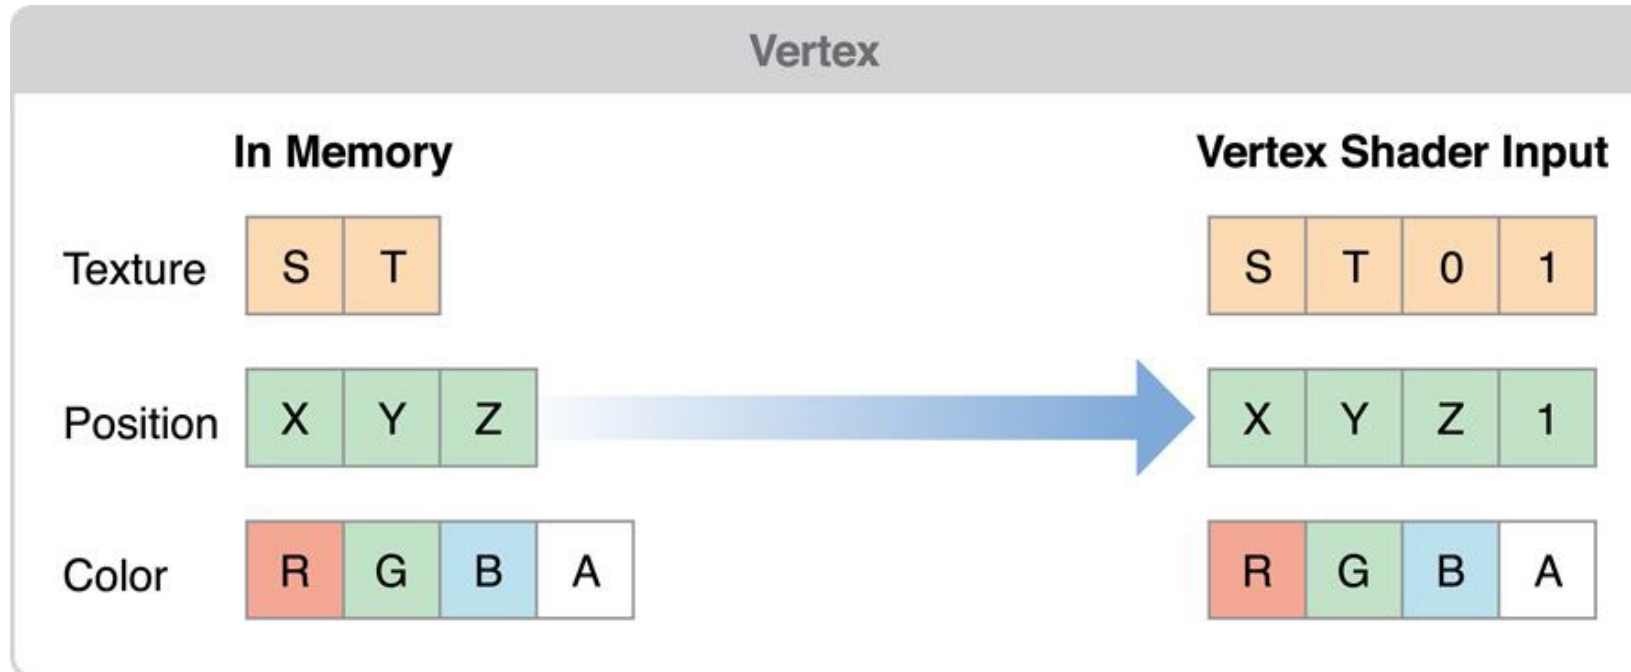 Vertex
In Memory Vertex Shader Input
Texture S T S T 0 1
Position X Y Z X Y Z 1
Color R G B A R G B A